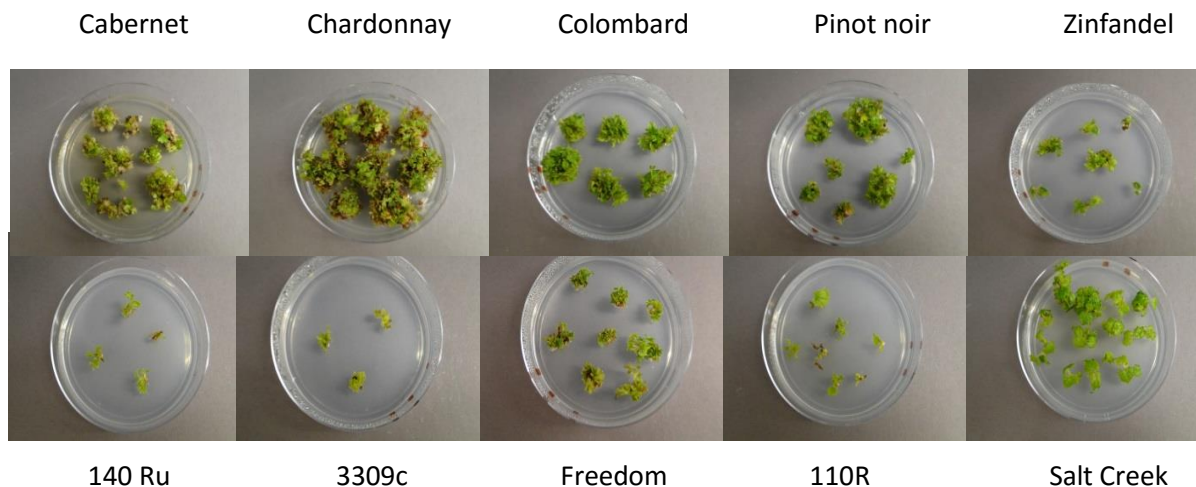 Cabernet Chardonnay Colombard Pinot noir Zinfandel
140 Ru 3309c Freedom 110R Salt Creek